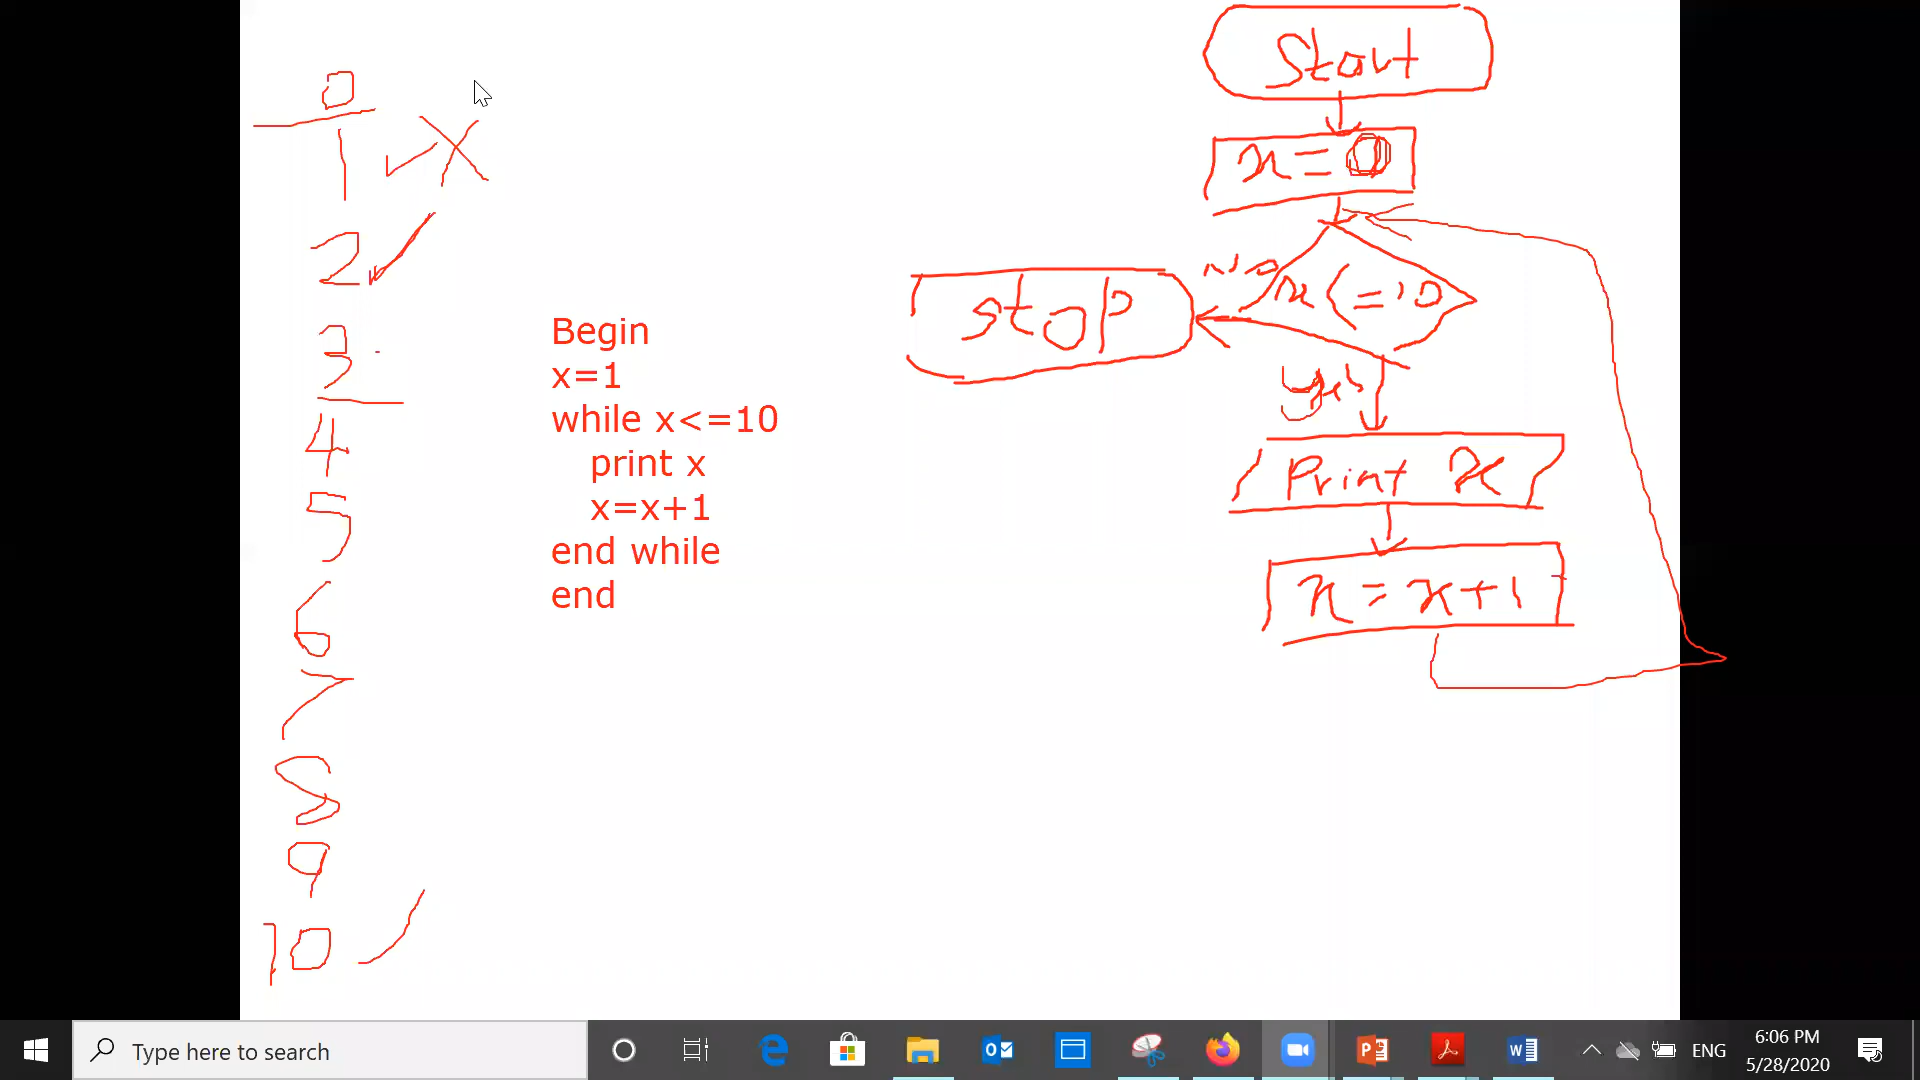 0
1
2
3
4
5
6
7
8
9
10
X
Begin
x=1
while x<=10
print x
x=x+1
end while
end
Start
x=0
x<=10
No
stop
Yes
Print x
x=x+1
Type here to search
ENG
6:06 PM
5/28/2020